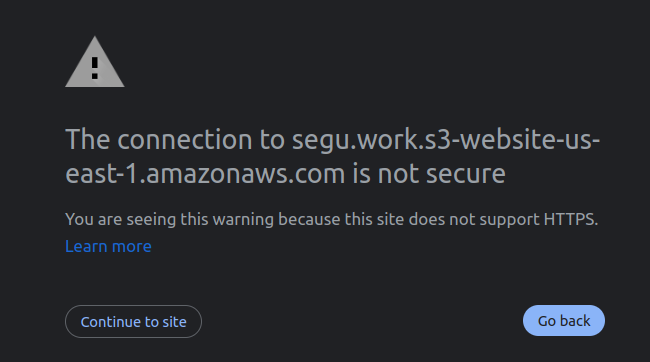 The connection to segu.work.s3-website-us-
east-1.amazonaws.com is not secure
You are seeing this warning because this site does not support HTTPS.
Learn more
Continue to site
Go back